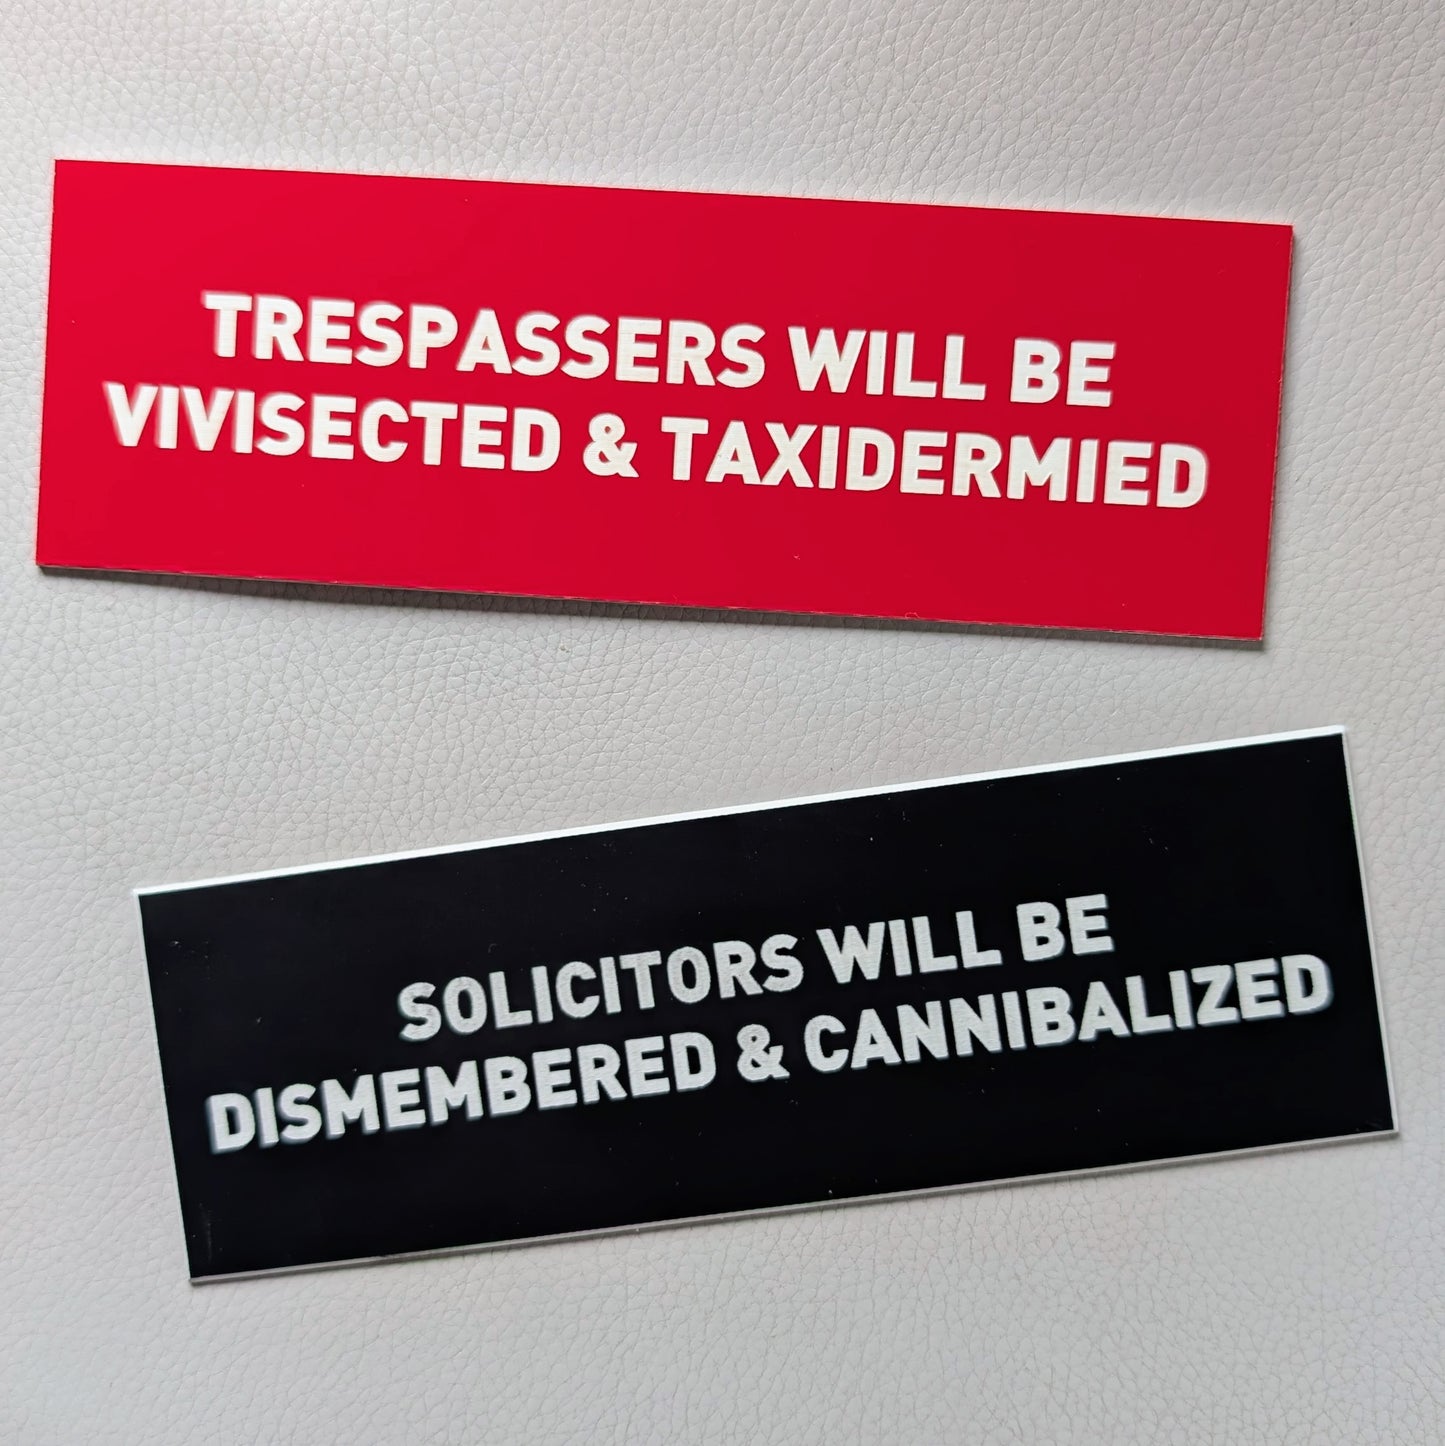 TRESPASSERS WILL BE
VIVISECTED & TAXIDERMIED
SOLICITORS WILL BE
DISMEMBERED & CANNIBALIZED